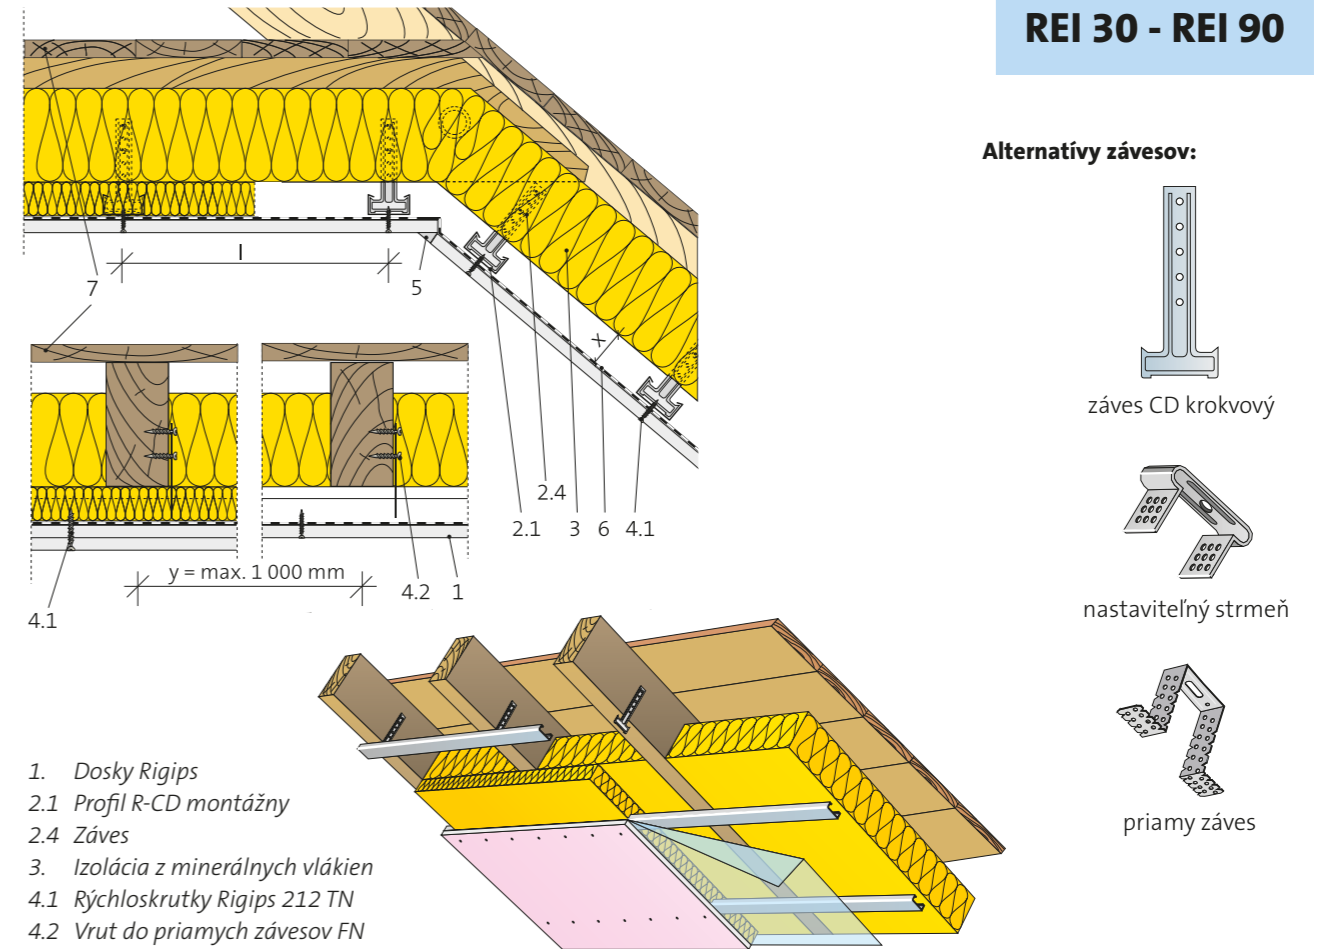 REI 30 - REI 90
Alternatívy závesov:
záves CD krokvový
nastaviteľný strmeň
priamy záves
l
7
5
x
2.4
2.1
3
6
4.1
y = max. 1 000 mm
4.2
1
4.1
1. Dosky Rigips
2.1 Profil R-CD montážny
2.4 Záves
3. Izolácia z minerálnych vlákien
4.1 Rýchloskrutky Rigips 212 TN
4.2 Vrut do priamych závesov FN